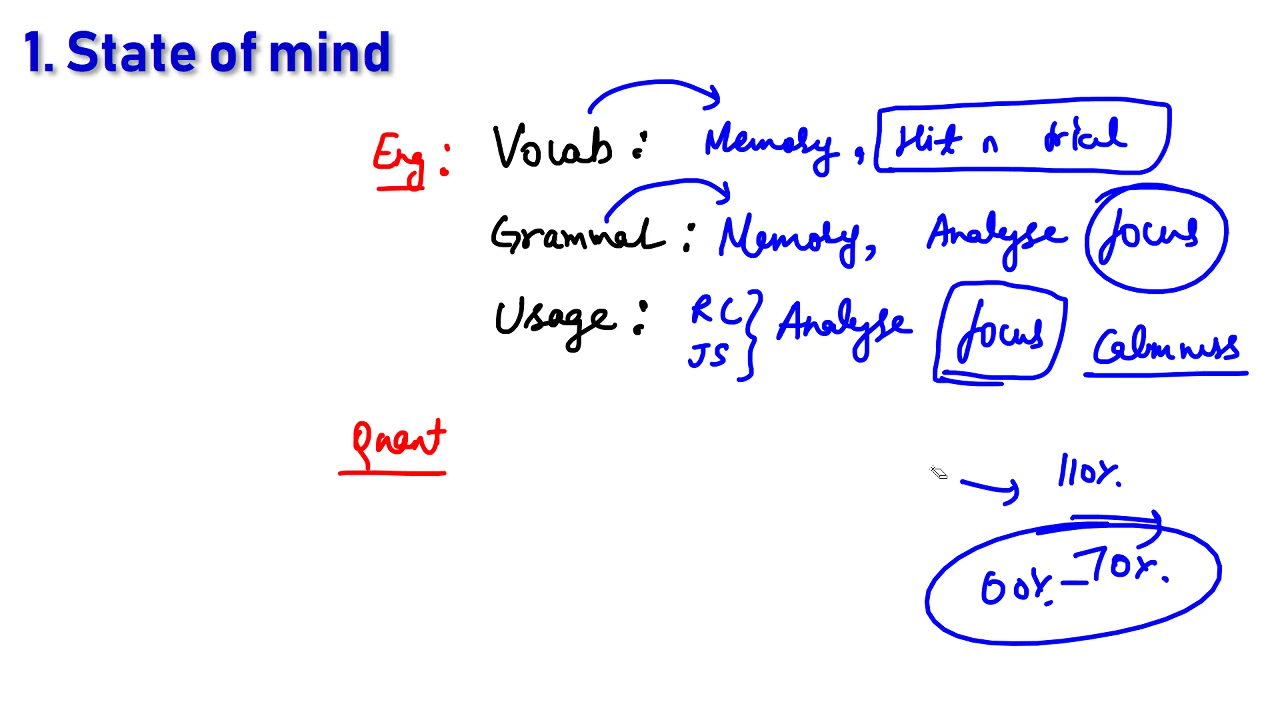 1. State of mind
Eng : Vocab : Memory, Hit n trial
Grammar : Memory, Analyse focus
Usage : RC } Analyse focus Calmness
JS
Quant
110%.
60%. - 70%.